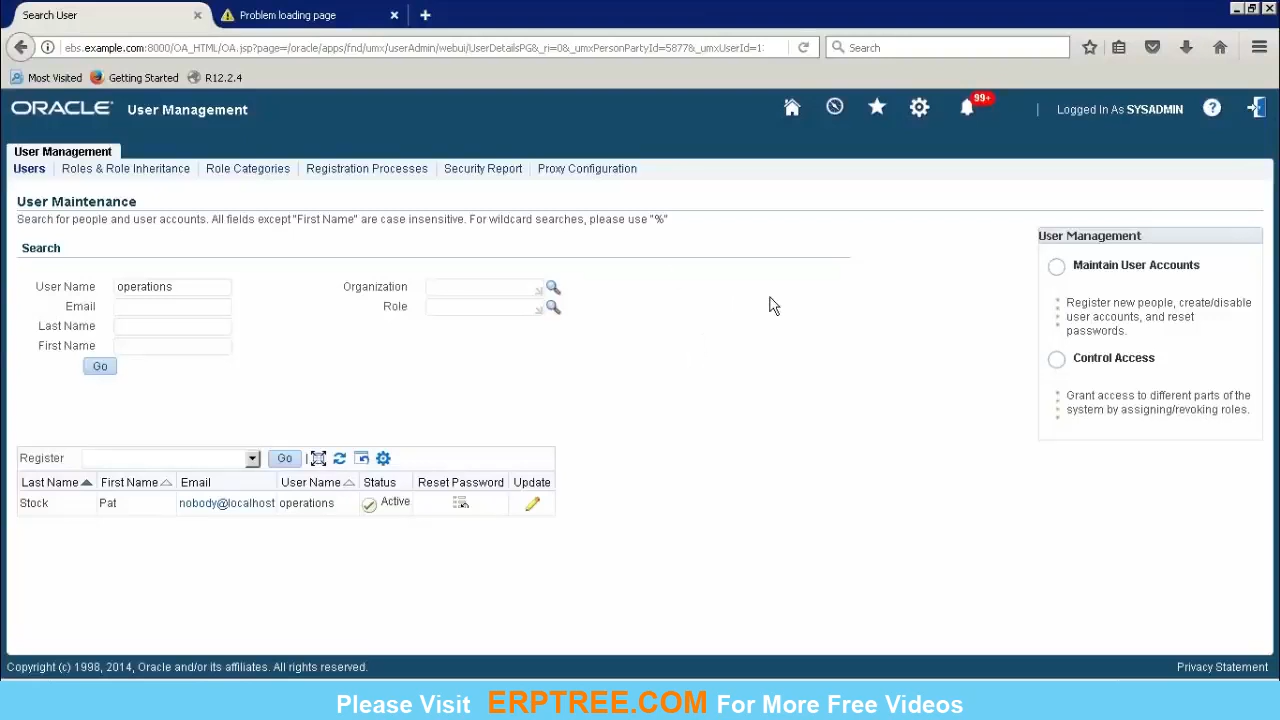 Search User
Problem loading page
ebs.example.com:8000/OA_HTML/OA.jsp?page=/oracle/apps/fnd/umx/userAdmin/webui/UserDetailsPG&_ri=0&_umxPersonPartyId=5877&_umxUserId=1:
Search
Most Visited
Getting Started
R12.2.4
ORACLE® User Management
99+
Logged In As SYSADMIN
User Management
Users
Roles & Role Inheritance
Role Categories
Registration Processes
Security Report
Proxy Configuration
User Maintenance
Search for people and user accounts. All fields except "First Name" are case insensitive. For wildcard searches, please use "%"
Search
User Name operations
Organization
Email
Role
Last Name
First Name
Go
User Management
Maintain User Accounts
Register new people, create/disable
user accounts, and reset
passwords.
Control Access
Grant access to different parts of the
system by assigning/revoking roles.
Register
Go
Last Name First Name Email User Name Status Reset Password Update
Stock Pat nobody@localhost operations Active
Copyright (c) 1998, 2014, Oracle and/or its affiliates. All rights reserved.
Privacy Statement
Please Visit ERPTREE.COM For More Free Videos